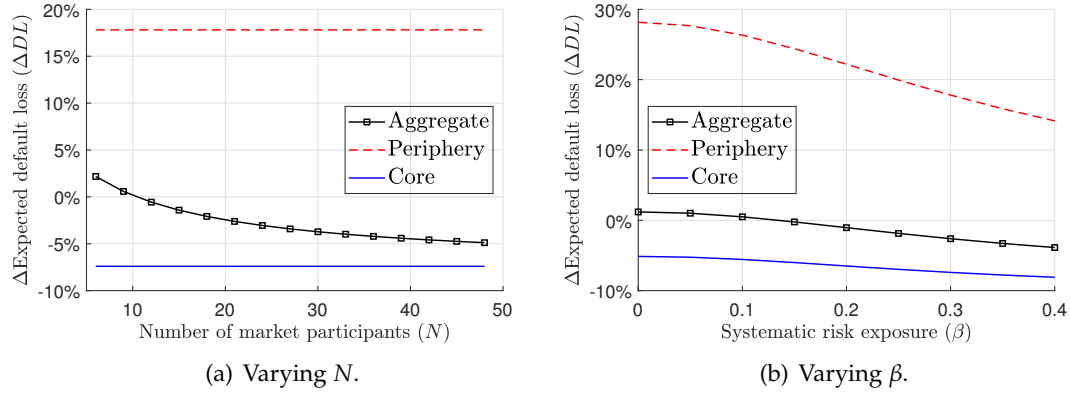 20%
15%
10%
5%
0%
-5%
-10%
ΔExpected default loss (ΔDL)
Aggregate
Periphery
Core
10
20
30
40
50
Number of market participants (N)
(a) Varying N.
30%
20%
10%
0%
-10%
ΔExpected default loss (ΔDL)
Aggregate
Periphery
Core
0
0.1
0.2
0.3
0.4
Systematic risk exposure (β)
(b) Varying β.